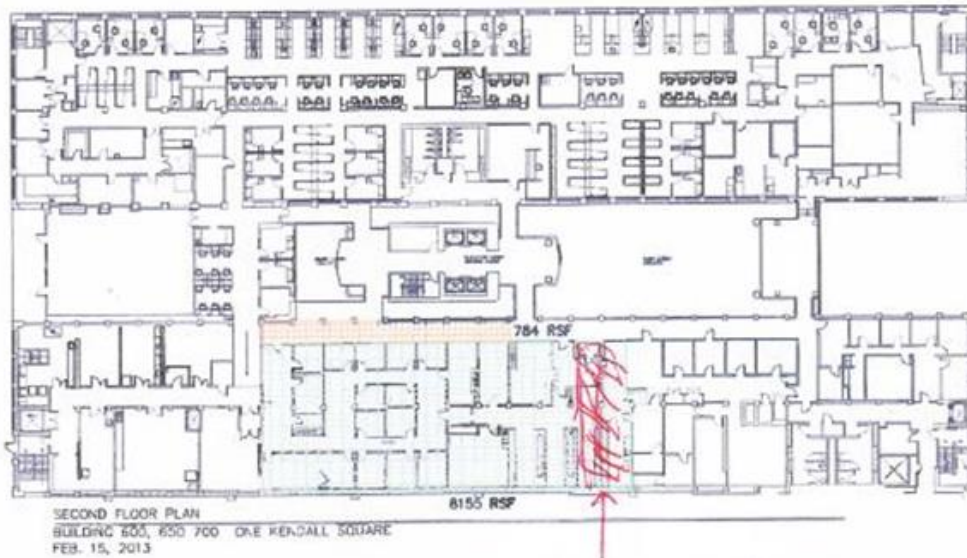 784 RSF
8155 RSF
SECOND FLOOR PLAN
BUILDING 600, 650 700 ONE KENDALL SQUARE
FEB. 15, 2013